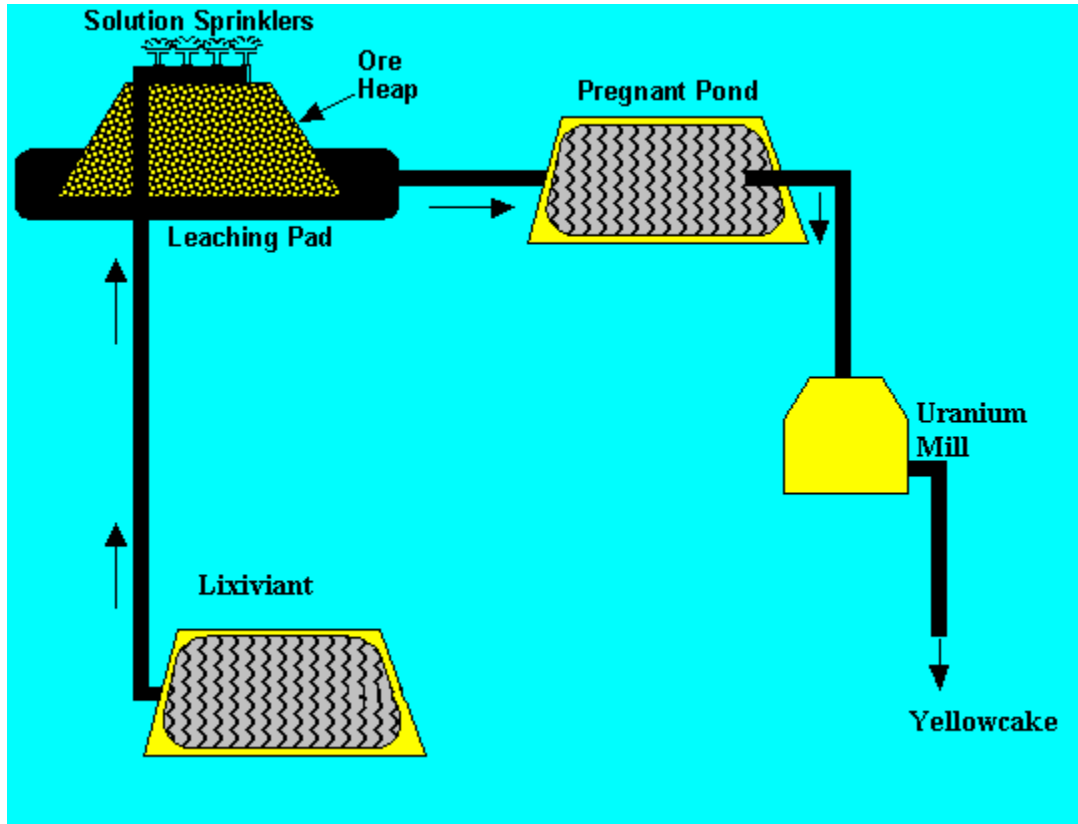 Solution Sprinklers
Ore
Heap
Pregnant Pond
Leaching Pad
Uranium
Mill
Lixiviant
Yellowcake